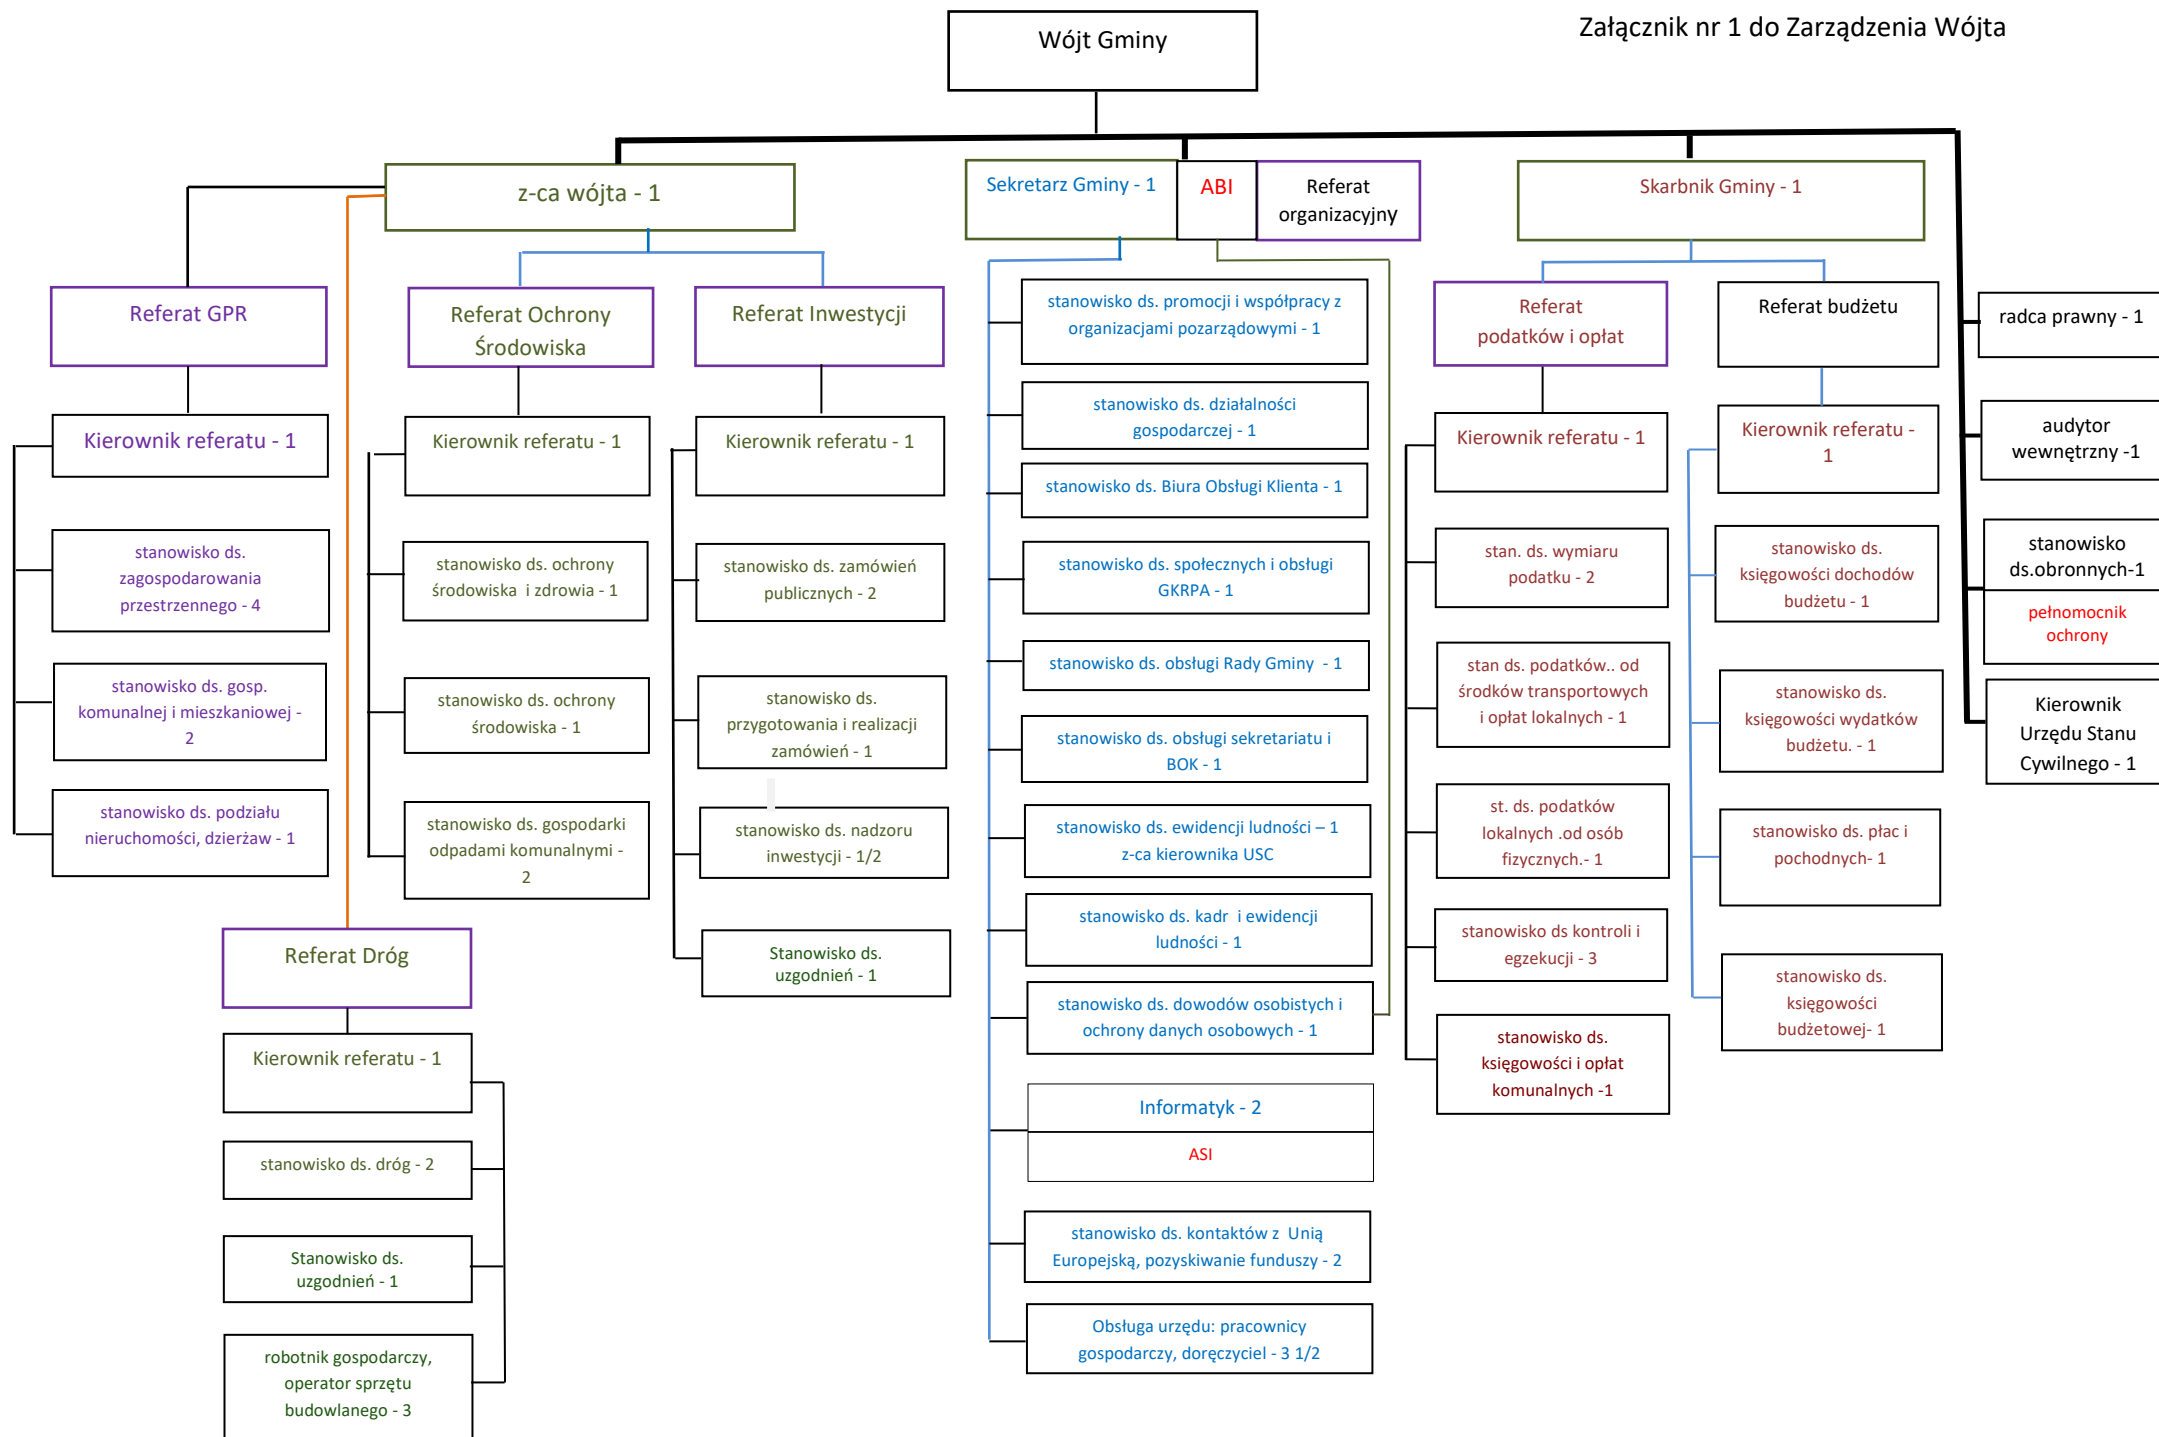 Załącznik nr 1 do Zarządzenia Wójta
Wójt Gminy
z-ca wójta - 1
Sekretarz Gminy - 1
ABI
Referat
organizacyjny
Skarbnik Gminy - 1
Referat GPR
Kierownik referatu - 1
stanowisko ds.
zagospodarowania
przestrzennego - 4
stanowisko ds. gosp.
komunalnej i mieszkaniowej -
2
stanowisko ds. podziału
nieruchomości, dzierżaw - 1
Referat Ochrony
Środowiska
Kierownik referatu - 1
stanowisko ds. ochrony
środowiska i zdrowia - 1
stanowisko ds. ochrony
środowiska - 1
stanowisko ds. gospodarki
odpadami komunalnymi -
2
Referat Inwestycji
Kierownik referatu - 1
stanowisko ds. zamówień
publicznych - 2
stanowisko ds.
przygotowania i realizacji
zamówień - 1
stanowisko ds. nadzoru
inwestycji - 1/2
Stanowisko ds.
uzgodnień - 1
Referat Dróg
Kierownik referatu - 1
stanowisko ds. dróg - 2
Stanowisko ds.
uzgodnień - 1
robotnik gospodarczy,
operator sprzętu
budowlanego - 3
stanowisko ds. promocji i współpracy z
organizacjami pozarządowymi - 1
stanowisko ds. działalności
gospodarczej - 1
stanowisko ds. Biura Obsługi Klienta - 1
stanowisko ds. społecznych i obsługi
GKRPA - 1
stanowisko ds. obsługi Rady Gminy - 1
stanowisko ds. obsługi sekretariatu i
BOK - 1
stanowisko ds. ewidencji ludności – 1
z-ca kierownika USC
stanowisko ds. kadr i ewidencji
ludności - 1
stanowisko ds. dowodów osobistych i
ochrony danych osobowych - 1
Informatyk - 2
ASI
stanowisko ds. kontaktów z Unią
Europejską, pozyskiwanie funduszy - 2
Obsługa urzędu: pracownicy
gospodarczy, doręczyciel - 3 1/2
Referat
podatków i opłat
Kierownik referatu - 1
stan. ds. wymiaru
podatku - 2
stan ds. podatków.. od
środków transportowych
i opłat lokalnych - 1
st. ds. podatków
lokalnych .od osób
fizycznych.- 1
stanowisko ds kontroli i
egzekucji - 3
stanowisko ds.
księgowości i opłat
komunalnych -1
Referat budżetu
Kierownik referatu -
1
stanowisko ds.
księgowości dochodów
budżetu - 1
stanowisko ds.
księgowości wydatków
budżetu. - 1
stanowisko ds. płac i
pochodnych- 1
stanowisko ds.
księgowości
budżetowej- 1
radca prawny - 1
audytor
wewnętrzny -1
stanowisko
ds.obronnych-1
pełnomocnik
ochrony
Kierownik
Urzędu Stanu
Cywilnego - 1